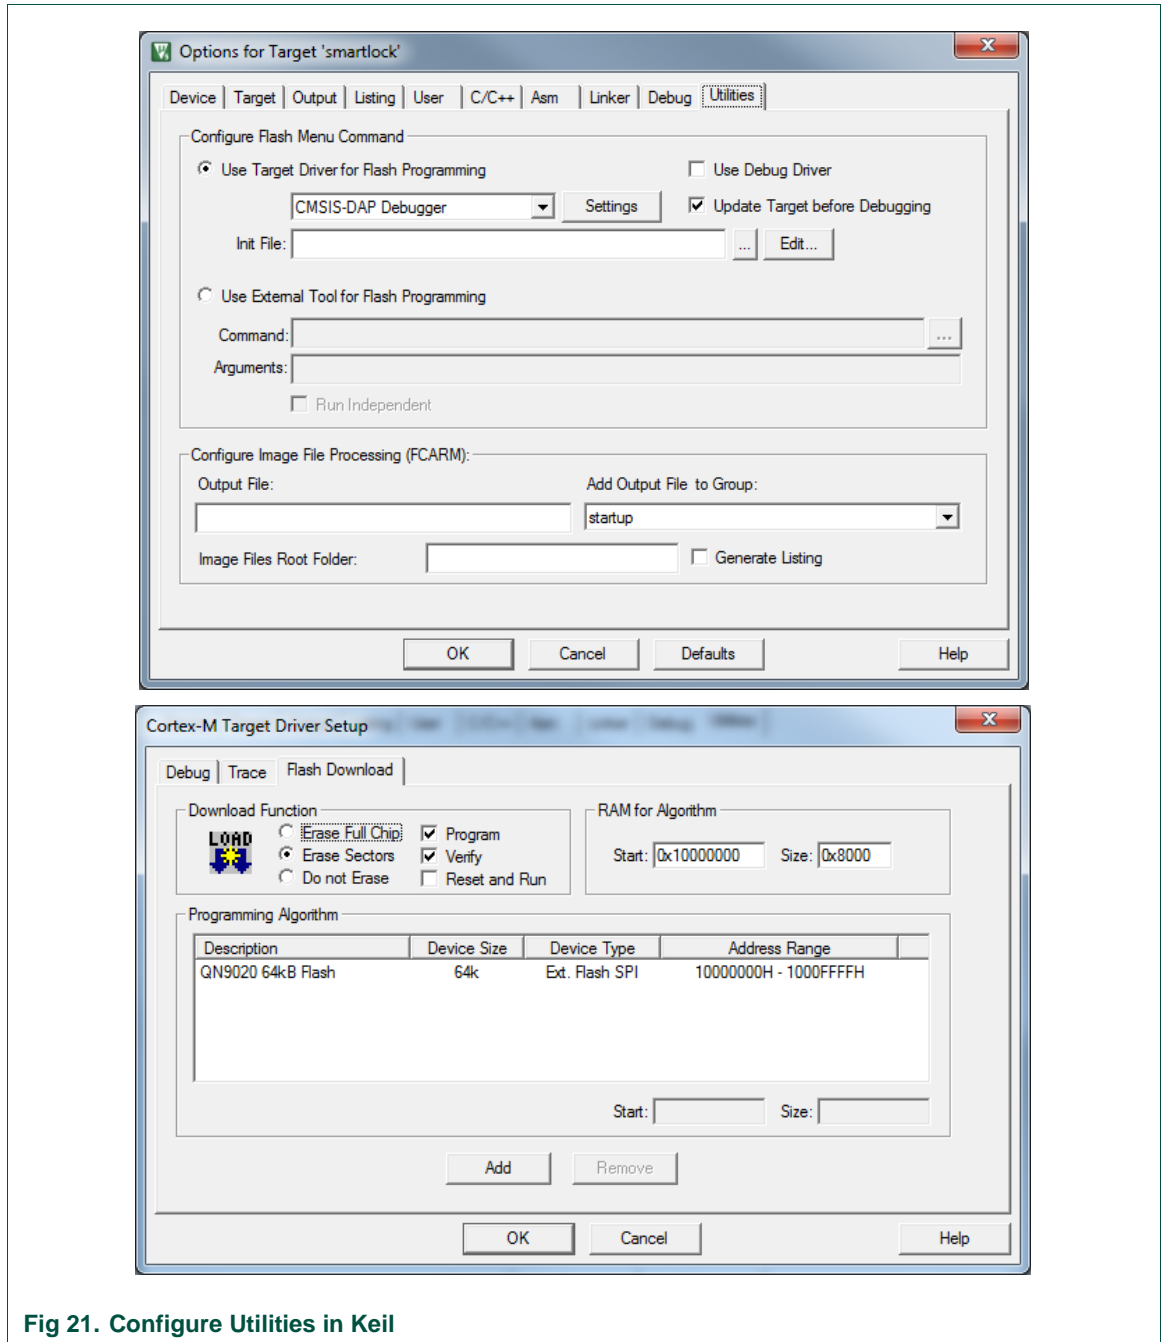 Options for Target 'smartlock'
Device Target Output Listing User C/C++ Asm Linker Debug Utilities
Configure Flash Menu Command
Use Target Driver for Flash Programming Use Debug Driver
CMSIS-DAP Debugger Settings Update Target before Debugging
Init File: ... Edit...
Use External Tool for Flash Programming
Command: ...
Arguments:
Run Independent
Configure Image File Processing (FCARM):
Output File: Add Output File to Group:
startup
Image Files Root Folder: Generate Listing
OK Cancel Defaults Help
Cortex-M Target Driver Setup
Debug Trace Flash Download
Download Function RAM for Algorithm
LOAD Erase Full Chip Program
Erase Sectors Verify Start: 0x10000000 Size: 0x8000
Do not Erase Reset and Run
Programming Algorithm
Description Device Size Device Type Address Range
QN9020 64kB Flash 64k Ext. Flash SPI 10000000H - 1000FFFFH
Start: Size:
Add Remove
OK Cancel Help
Fig 21. Configure Utilities in Keil